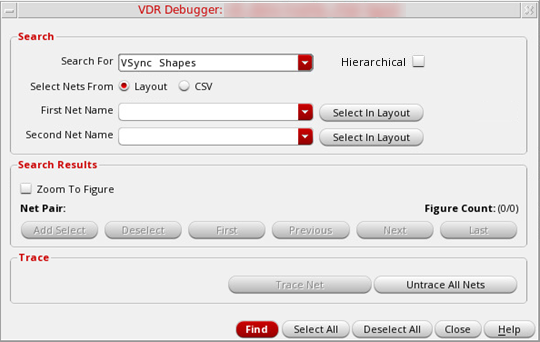 VDR Debugger:
Search
Search For VSync Shapes Hierarchical
Select Nets From Layout CSV
First Net Name Select In Layout
Second Net Name Select In Layout
Search Results
Zoom To Figure
Net Pair: Figure Count: (0/0)
Add Select Deselect First Previous Next Last
Trace
Trace Net Untrace All Nets
Find Select All Deselect All Close Help